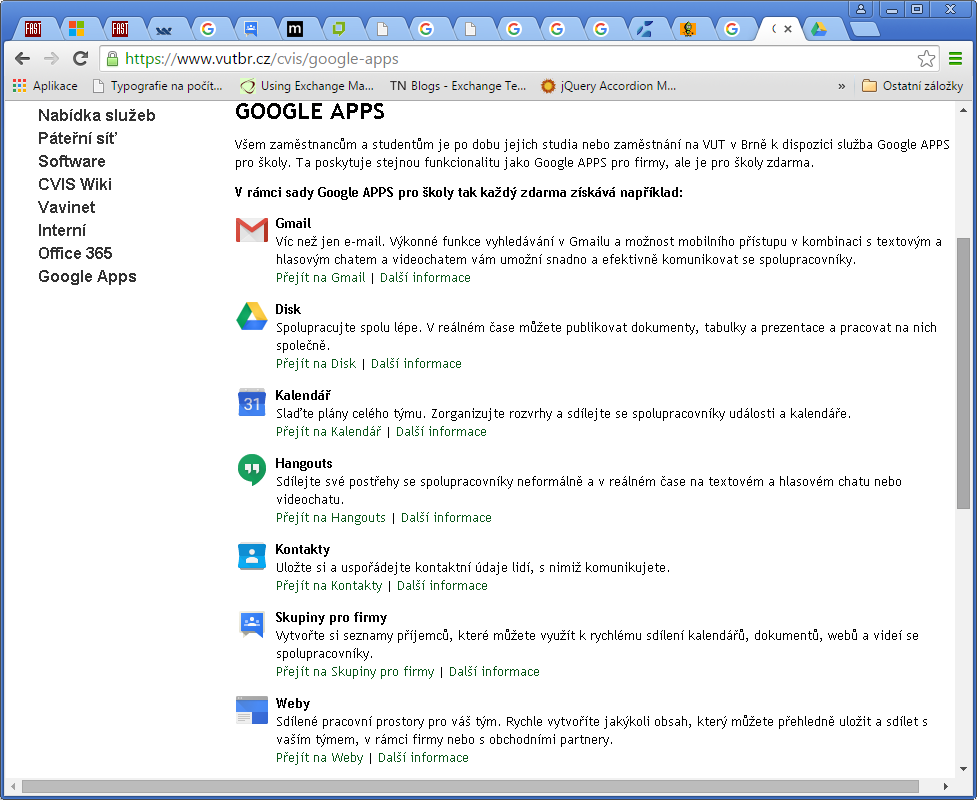 FAST
FAST
m
https://www.vutbr.cz/cvis/google-apps
Aplikace
Typografie na počít...
Using Exchange Ma...
TN Blogs - Exchange Te...
jQuery Accordion M...
»
Ostatní záložky
Nabídka služeb
Páteřní síť
Software
CVIS Wiki
Vavinet
Interní
Office 365
Google Apps
GOOGLE APPS
Všem zaměstnancům a studentům je po dobu jejich studia nebo zaměstnání na VUT v Brně k dispozici služba Google APPS
pro školy. Ta poskytuje stejnou funkcionalitu jako Google APPS pro firmy, ale je pro školy zdarma.
V rámci sady Google APPS pro školy tak každý zdarma získává například:
Gmail
Víc než jen e-mail. Výkonné funkce vyhledávání v Gmailu a možnost mobilního přístupu v kombinaci s textovým a
hlasovým chatem a videochatem vám umožní snadno a efektivně komunikovat se spolupracovníky.
Přejít na Gmail | Další informace
Disk
Spolupracujte spolu lépe. V reálném čase můžete publikovat dokumenty, tabulky a prezentace a pracovat na nich
společně.
Přejít na Disk | Další informace
31
Kalendář
Slaďte plány celého týmu. Zorganizujte rozvrhy a sdílejte se spolupracovníky události a kalendáře.
Přejít na Kalendář | Další informace
Hangouts
Sdílejte své postřehy se spolupracovníky neformálně a v reálném čase na textovém a hlasovém chatu nebo
videochatu.
Přejít na Hangouts | Další informace
Kontakty
Uložte si a uspořádejte kontaktní údaje lidí, s nimiž komunikujete.
Přejít na Kontakty | Další informace
Skupiny pro firmy
Vytvořte si seznamy příjemců, které můžete využít k rychlému sdílení kalendářů, dokumentů, webů a videí se
spolupracovníky.
Přejít na Skupiny pro firmy | Další informace
Weby
Sdílené pracovní prostory pro váš tým. Rychle vytvoříte jakýkoli obsah, který můžete přehledně uložit a sdílet s
vaším týmem, v rámci firmy nebo s obchodními partnery.
Přejít na Weby | Další informace